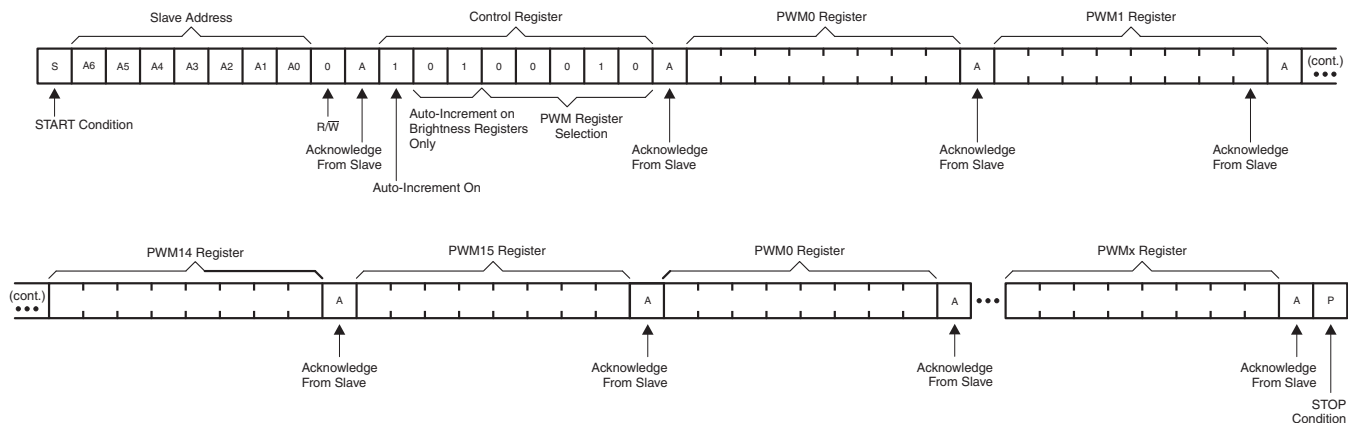 Slave Address Control Register PWM0 Register PWM1 Register
S A6 A5 A4 A3 A2 A1 A0 0 A 1 0 1 0 0 0 1 0 A A A (cont.)
START Condition
R/W̅
Acknowledge
From Slave
Auto-Increment On
Auto-Increment on
Brightness Registers
Only
PWM Register
Selection
Acknowledge
From Slave
Acknowledge
From Slave
Acknowledge
From Slave
PWM14 Register PWM15 Register PWM0 Register PWMx Register
(cont.) A A A A P
Acknowledge
From Slave
Acknowledge
From Slave
Acknowledge
From Slave
Acknowledge
From Slave
STOP
Condition